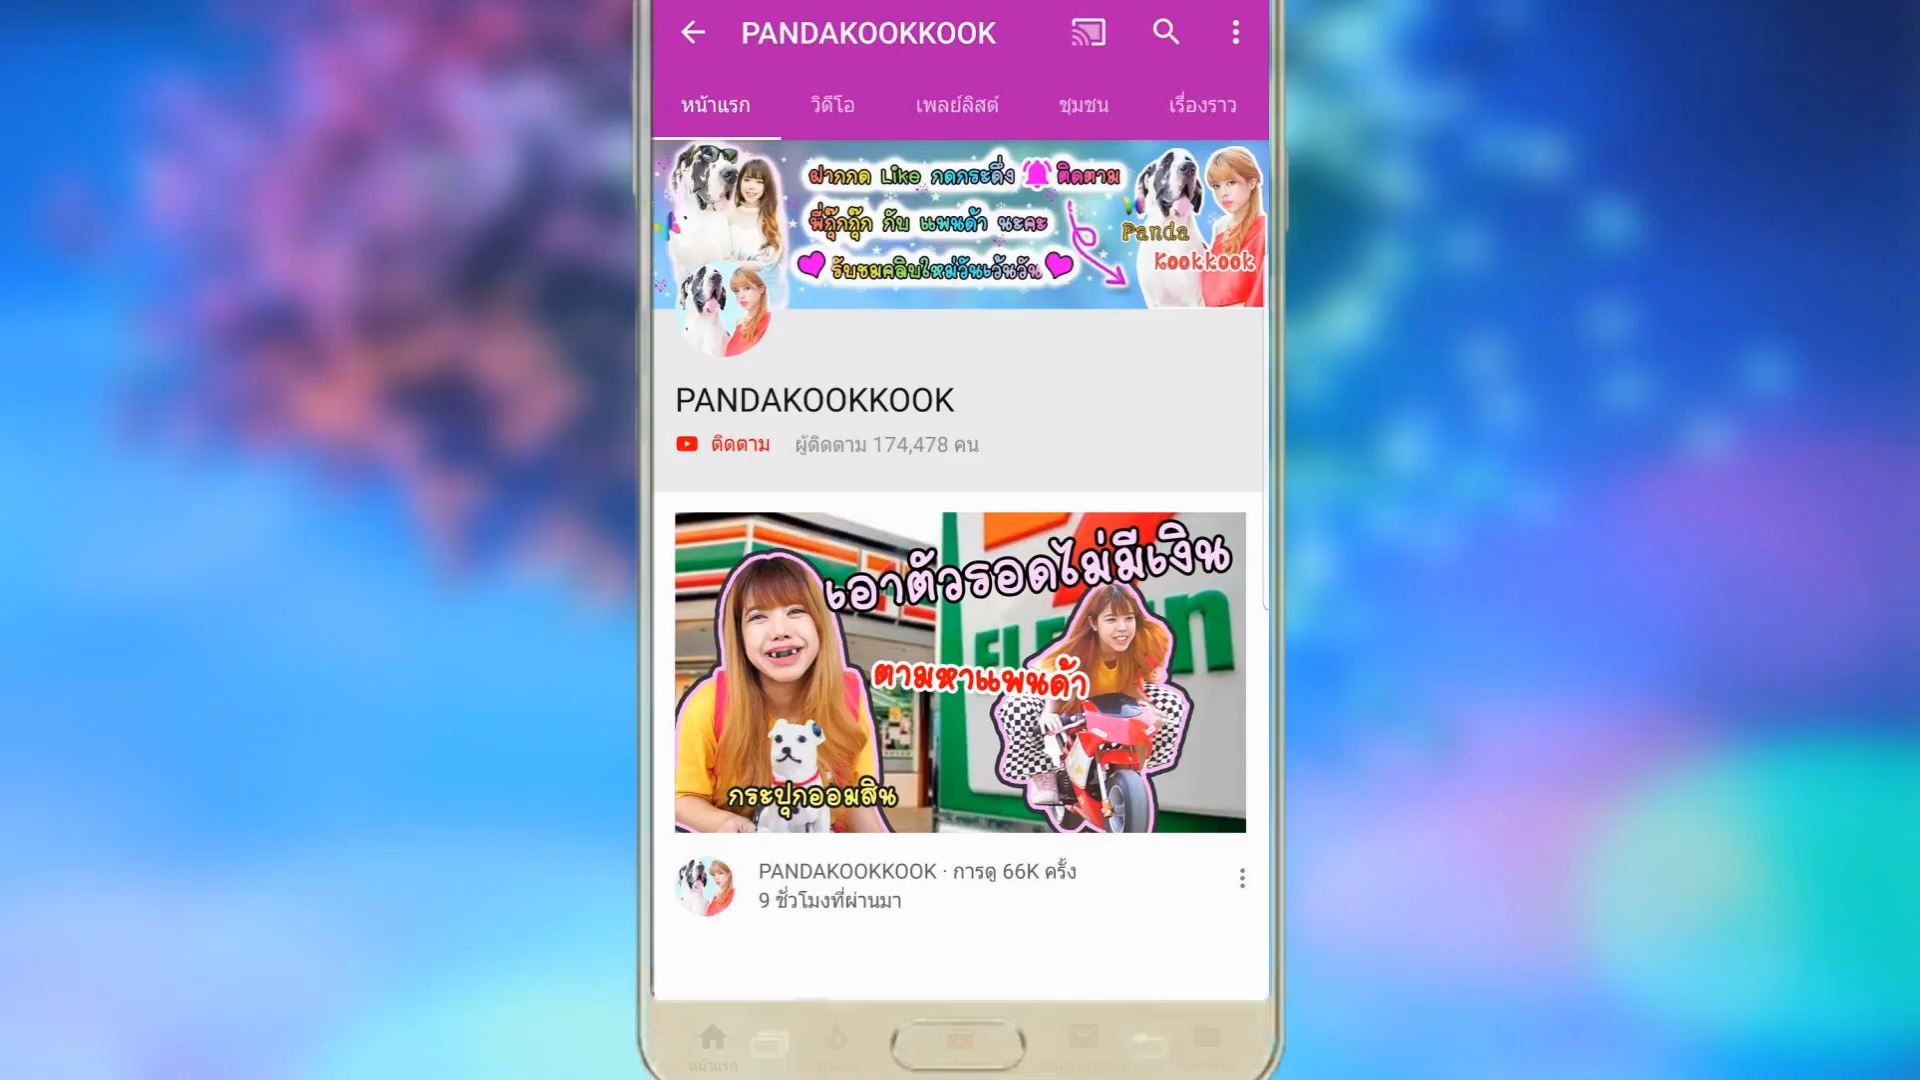 PANDAKOOKKOOK
หน้าแรก วิดีโอ เพลย์ลิสต์ ชุมชน เรื่องราว
ฝากกด Like กดกระดิ่ง ติดตาม
พี่กุ๊กกุ๊ก กับ แพนด้า นะคะ
รับชมคลิปใหม่วันเว้นวัน
Panda
Kookkook
PANDAKOOKKOOK
ติดตาม ผู้ติดตาม 174,478 คน
เอาตัวรอดไม่มีเงิน
ตามหาแพนด้า
กระปุกออมสิน
PANDAKOOKKOOK · การดู 66K ครั้ง
9 ชั่วโมงที่ผ่านมา
หน้าแรก